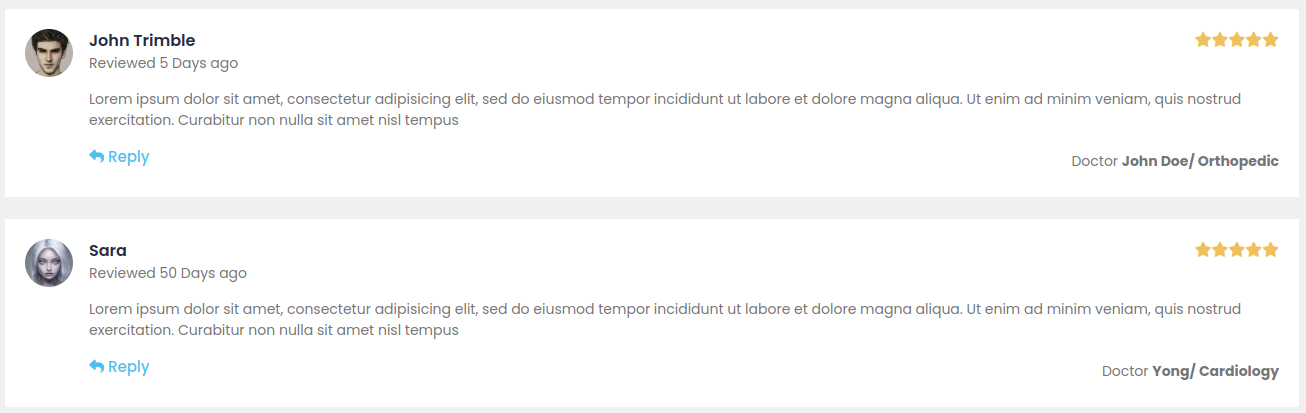 John Trimble
Reviewed 5 Days ago
Lorem ipsum dolor sit amet, consectetur adipisicing elit, sed do eiusmod tempor incididunt ut labore et dolore magna aliqua. Ut enim ad minim veniam, quis nostrud
exercitation. Curabitur non nulla sit amet nisl tempus
Reply
Doctor John Doe/ Orthopedic
Sara
Reviewed 50 Days ago
Lorem ipsum dolor sit amet, consectetur adipisicing elit, sed do eiusmod tempor incididunt ut labore et dolore magna aliqua. Ut enim ad minim veniam, quis nostrud
exercitation. Curabitur non nulla sit amet nisl tempus
Reply
Doctor Yong/ Cardiology